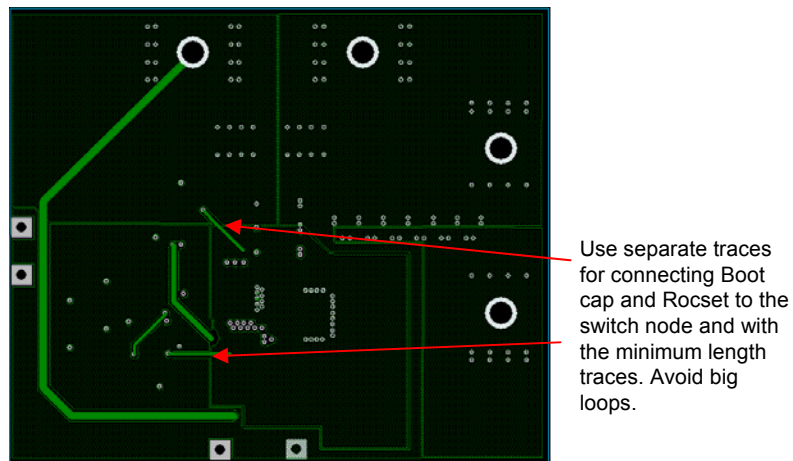 Use separate traces
for connecting Boot
cap and Rocset to the
switch node and with
the minimum length
traces. Avoid big
loops.